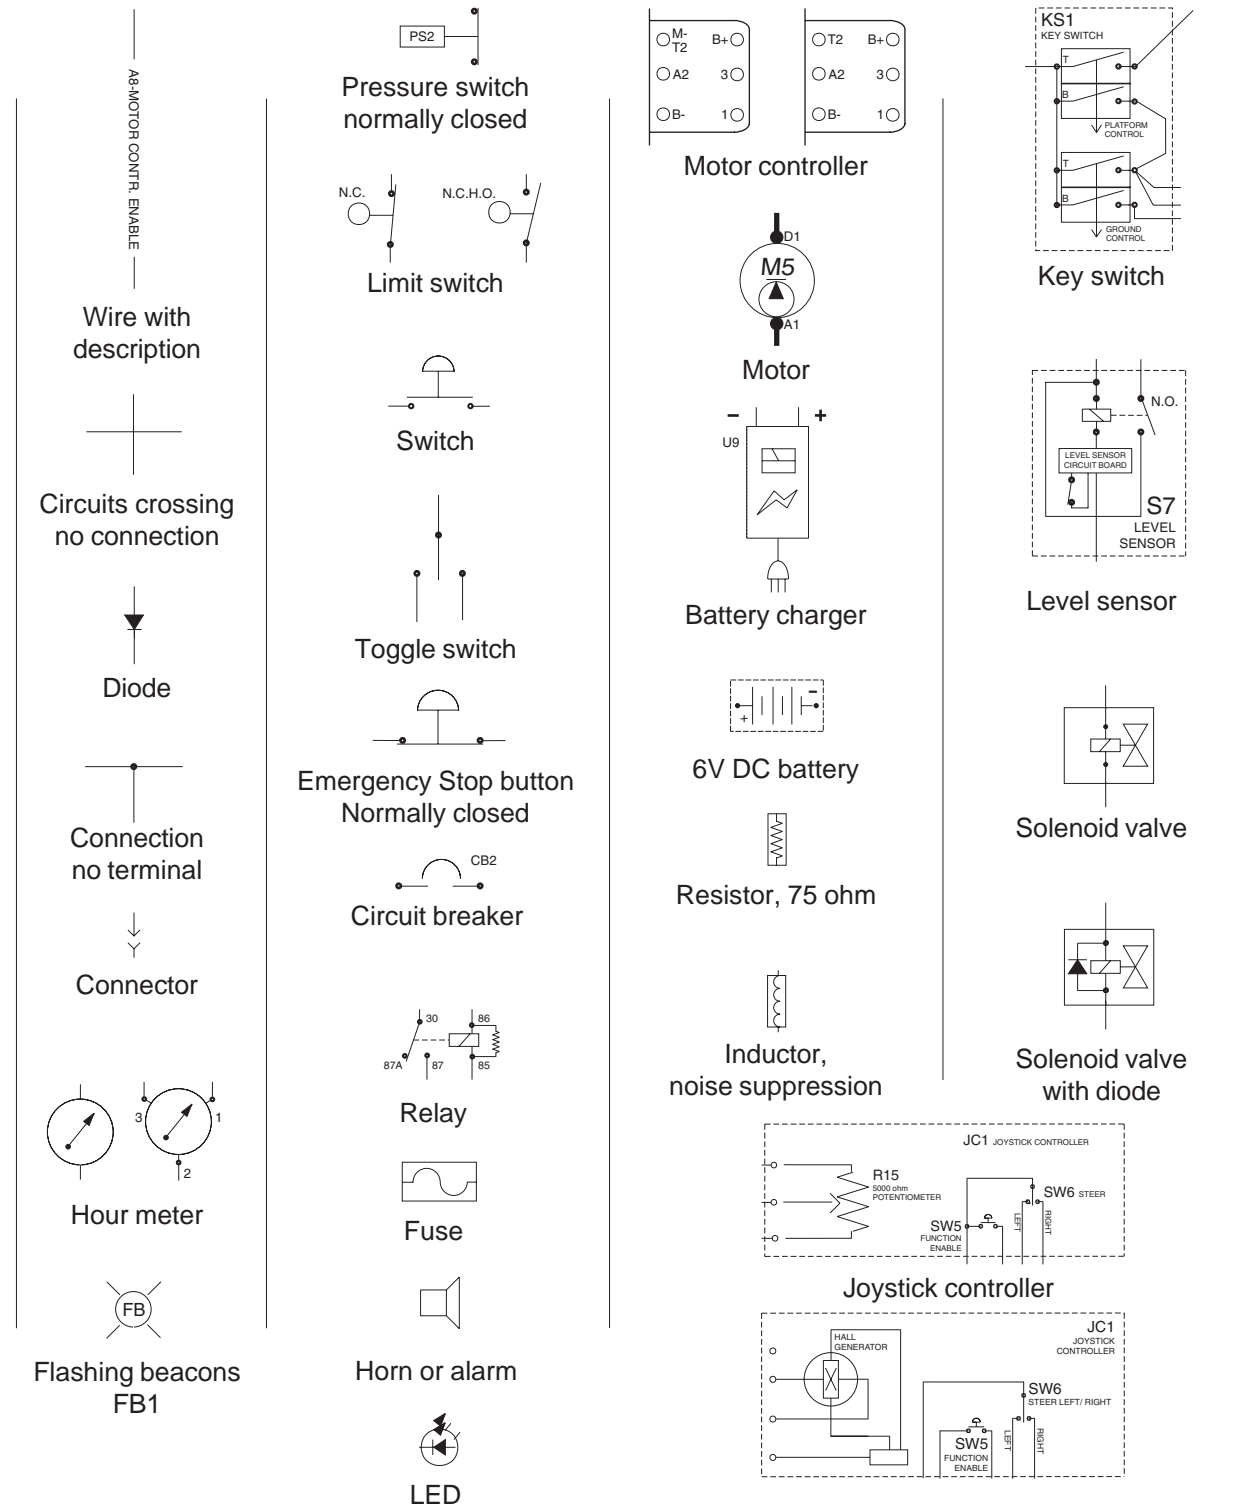 A8-MOTOR CONTR. ENABLE
Wire with
description
Circuits crossing
no connection
Diode
Connection
no terminal
Connector
3
1
2
Hour meter
FB
Flashing beacons
FB1
PS2
Pressure switch
normally closed
N.C.
N.C.H.O.
Limit switch
Switch
Toggle switch
Emergency Stop button
Normally closed
CB2
Circuit breaker
30
86
87A
87
85
Relay
Fuse
Horn or alarm
LED
M-
T2
B+
A2
3
B-
1
T2
B+
A2
3
B-
1
Motor controller
D1
M5
A1
Motor
– +
U9
Battery charger
+ –
6V DC battery
Resistor, 75 ohm
Inductor,
noise suppression
KS1
KEY SWITCH
T
B
PLATFORM
CONTROL
T
B
GROUND
CONTROL
Key switch
N.O.
LEVEL SENSOR
CIRCUIT BOARD
S7
LEVEL
SENSOR
Level sensor
Solenoid valve
Solenoid valve
with diode
JC1 JOYSTICK CONTROLLER
R15
5000 ohm
POTENTIOMETER
SW6 STEER
LEFT
RIGHT
SW5
FUNCTION
ENABLE
Joystick controller
JC1
JOYSTICK
CONTROLLER
HALL
GENERATOR
SW6
STEER LEFT/ RIGHT
LEFT
RIGHT
SW5
FUNCTION
ENABLE